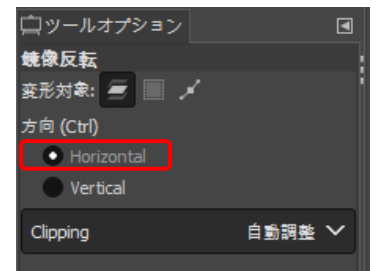 ツールオプション
鏡像反転
変形対象:
方向 (Ctrl)
Horizontal
Vertical
Clipping 自動調整